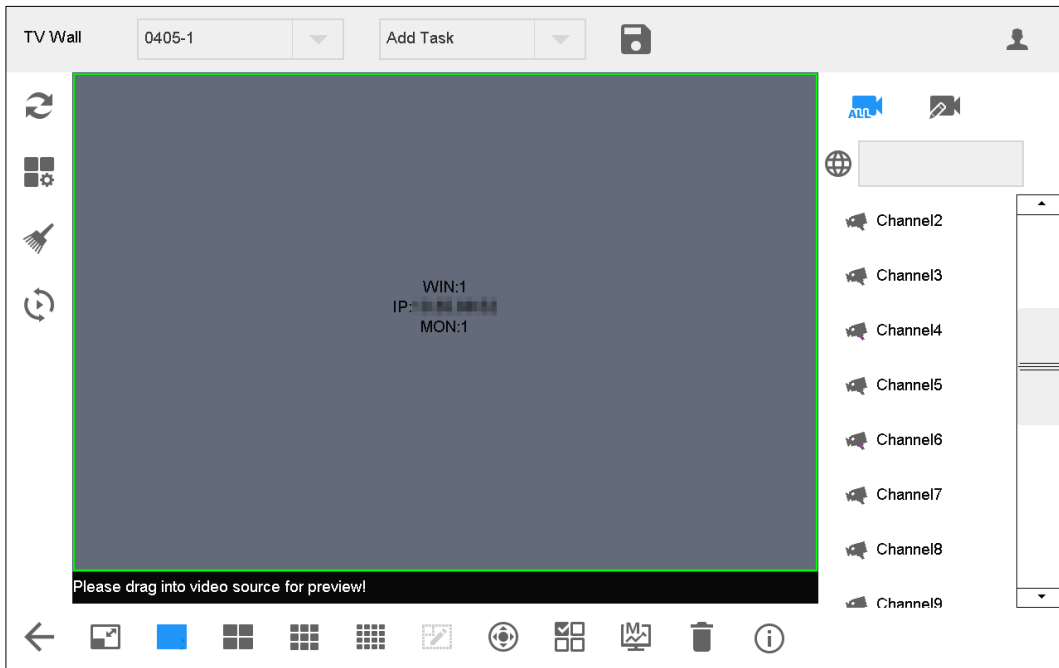 TV Wall
0405-1
Add Task
ALL
Channel2
Channel3
WIN:1
IP:
MON:1
Channel4
Channel5
Channel6
Channel7
Channel8
Please drag into video source for preview!
Channel9
M